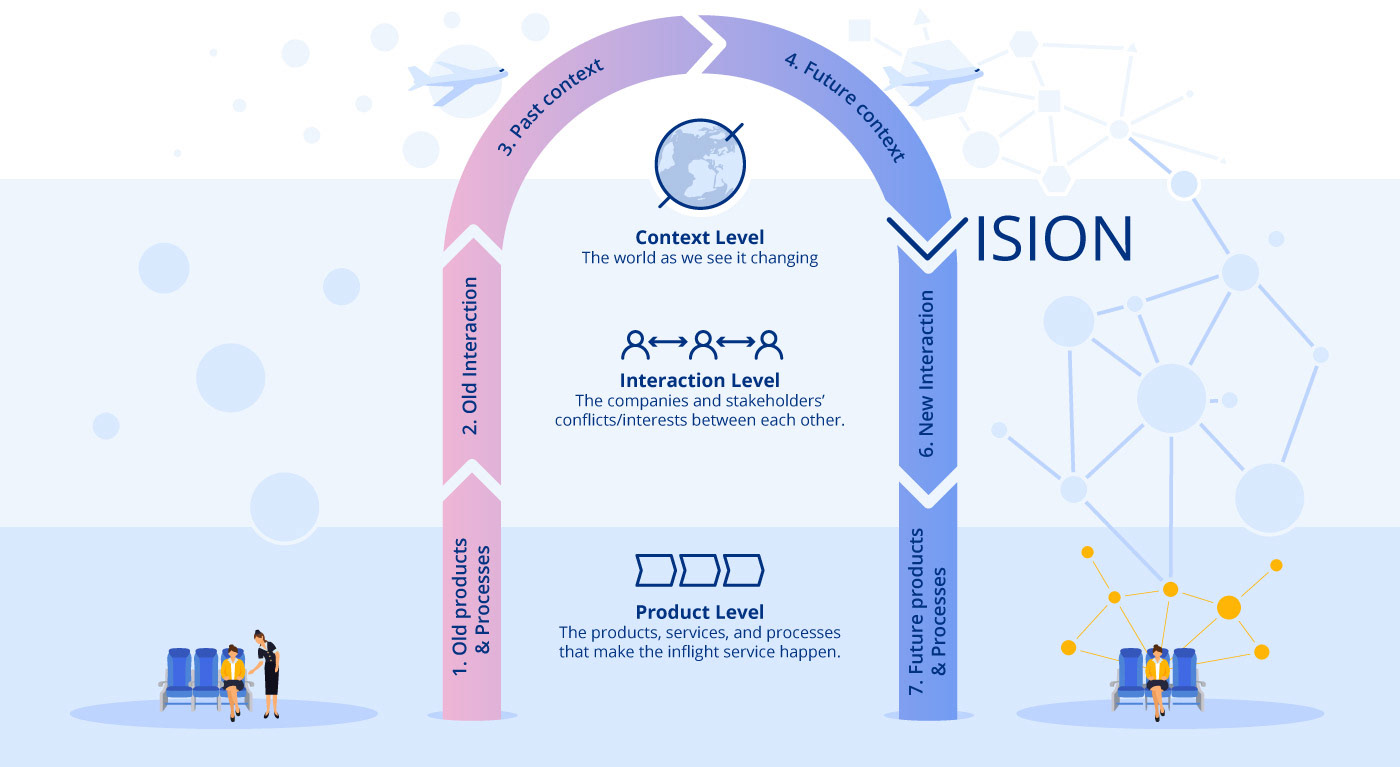 3. Past context
4. Future context
VISION
Context Level
The world as we see it changing
2. Old Interaction
Interaction Level
The companies and stakeholders’
conflicts/interests between each other.
6. New Interaction
1. Old products
& Processes
Product Level
The products, services, and processes
that make the inflight service happen.
7. Future products
& Processes